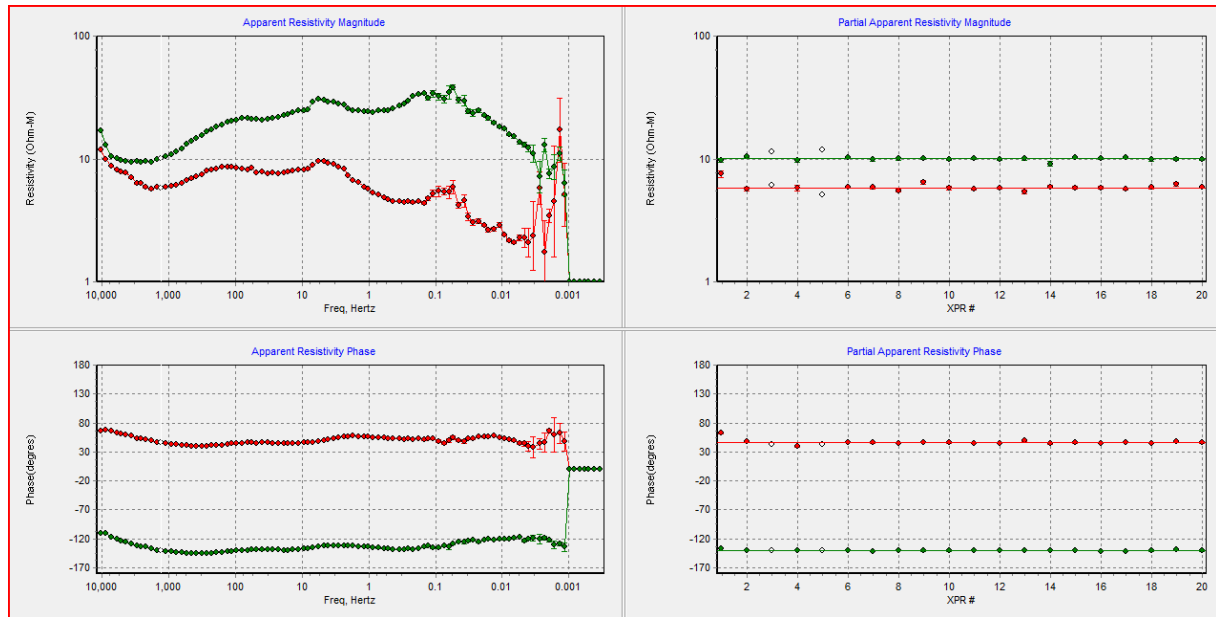 Apparent Resistivity Magnitude
100
10
1
Resistivity (Ohm-M)
10,000 1,000 100 10 1 0.1 0.01 0.001
Freq, Hertz
Partial Apparent Resistivity Magnitude
100
10
1
Resistivity (Ohm-M)
2 4 6 8 10 12 14 16 18 20
XPR #
Apparent Resistivity Phase
180
130
80
30
-20
-70
-120
-170
Phase(degres)
10,000 1,000 100 10 1 0.1 0.01 0.001
Freq, Hertz
Partial Apparent Resistivity Phase
180
130
80
30
-20
-70
-120
-170
Phase(degres)
2 4 6 8 10 12 14 16 18 20
XPR #